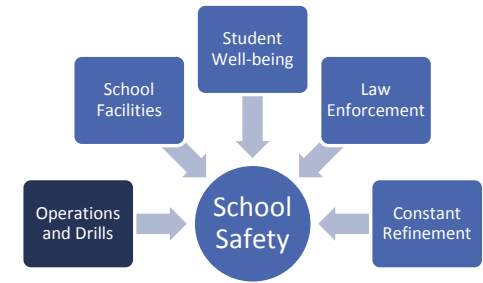 Student
Well-being
School
Facilities
Law
Enforcement
Operations
and Drills
School
Safety
Constant
Refinement